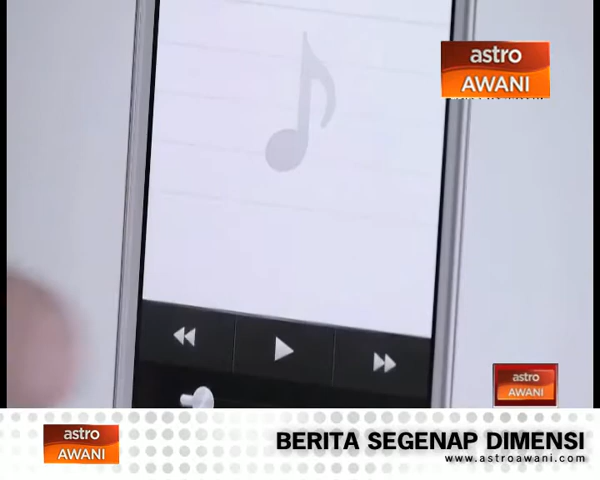 astro
AWANI
astro
AWANI
astro
AWANI
BERITA SEGENAP DIMENSI
www.astroawani.com